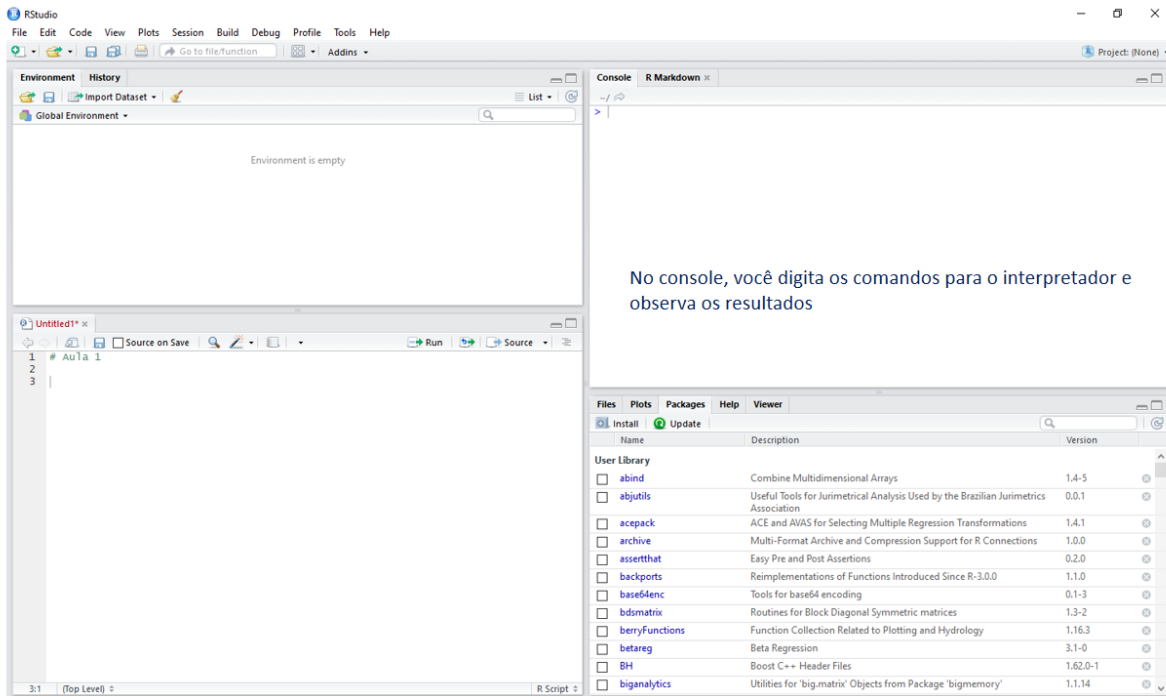 RStudio
File Edit Code View Plots Session Build Debug Profile Tools Help
Go to file/function Addins Project: (None)
Environment History
Import Dataset List
Global Environment
Environment is empty
Untitled1*
Source on Save Run Source
1 # Aula 1
2
3
3:1 (Top Level) R Script
Console R Markdown
~/
>
No console, você digita os comandos para o interpretador e
observa os resultados
Files Plots Packages Help Viewer
Install Update
Name Description Version
User Library
abind Combine Multidimensional Arrays 1.4-5
abjutils Useful Tools for Jurimetrical Analysis Used by the Brazilian Jurimetrics 0.0.1
Association
acepack ACE and AVAS for Selecting Multiple Regression Transformations 1.4.1
archive Multi-Format Archive and Compression Support for R Connections 1.0.0
assertthat Easy Pre and Post Assertions 0.2.0
backports Reimplementations of Functions Introduced Since R-3.0.0 1.1.0
base64enc Tools for base64 encoding 0.1-3
bdsmatrix Routines for Block Diagonal Symmetric matrices 1.3-2
berryFunctions Function Collection Related to Plotting and Hydrology 1.16.3
betareg Beta Regression 3.1-0
BH Boost C++ Header Files 1.62.0-1
biganalytics Utilities for 'big.matrix' Objects from Package 'bigmemory' 1.1.14